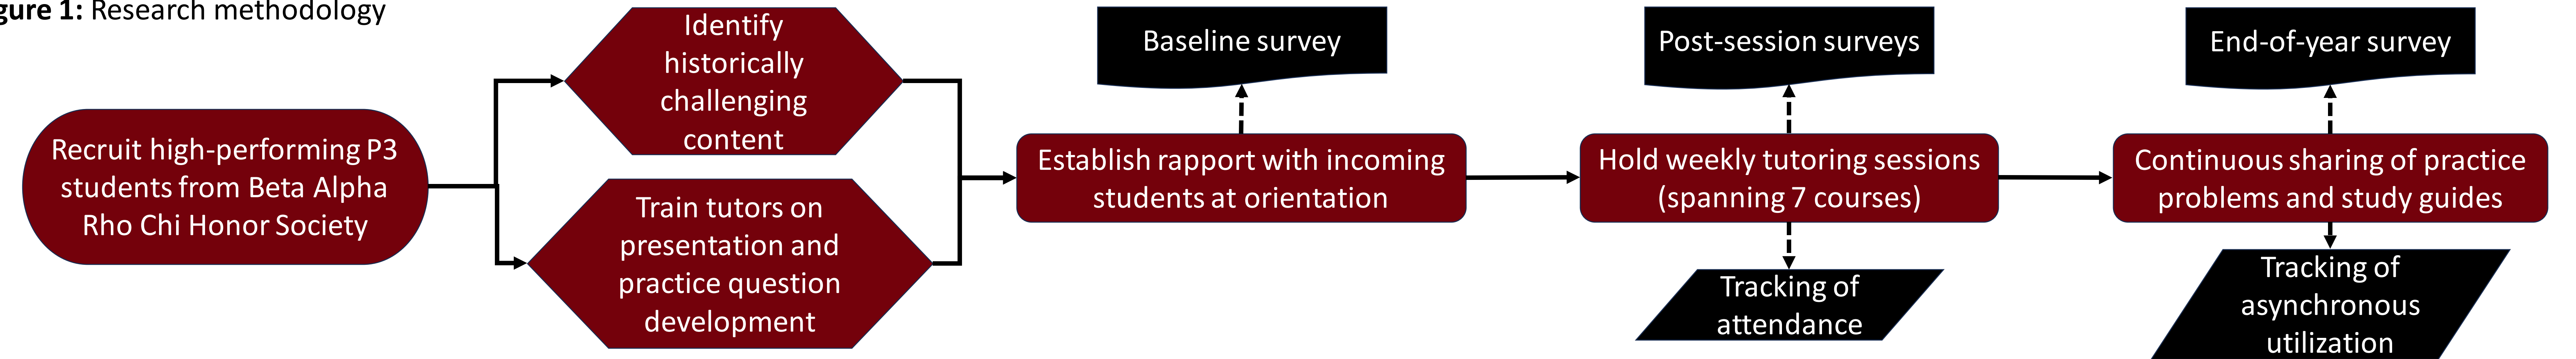 gure 1: Research methodology
Recruit high-performing P3
students from Beta Alpha
Rho Chi Honor Society
Identify
historically
challenging
content
Train tutors on
presentation and
practice question
development
Establish rapport with incoming
students at orientation
Baseline survey
Hold weekly tutoring sessions
(spanning 7 courses)
Post-session surveys
Tracking of
attendance
Continuous sharing of practice
problems and study guides
End-of-year survey
Tracking of
asynchronous
utilization